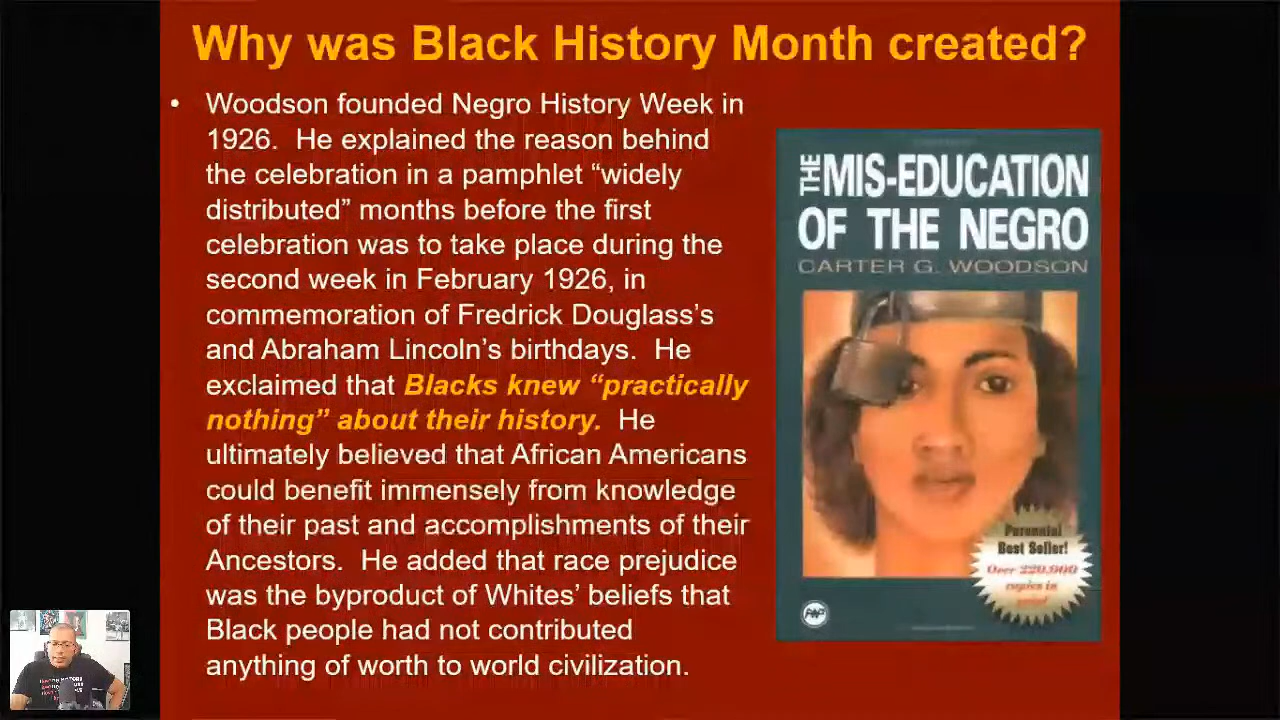 Why was Black History Month created?
• Woodson founded Negro History Week in
1926. He explained the reason behind
the celebration in a pamphlet “widely
distributed” months before the first
celebration was to take place during the
second week in February 1926, in
commemoration of Fredrick Douglass’s
and Abraham Lincoln’s birthdays. He
exclaimed that Blacks knew “practically
nothing” about their history. He
ultimately believed that African Americans
could benefit immensely from knowledge
of their past and accomplishments of their
Ancestors. He added that race prejudice
was the byproduct of Whites’ beliefs that
Black people had not contributed
anything of worth to world civilization.
THE MIS-EDUCATION
OF THE NEGRO
CARTER G. WOODSON
Perennial
Best Seller!
Over 220,000
copies in